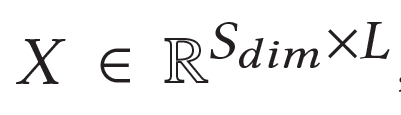 X ∈ ℝ^{S_{dim}×L},